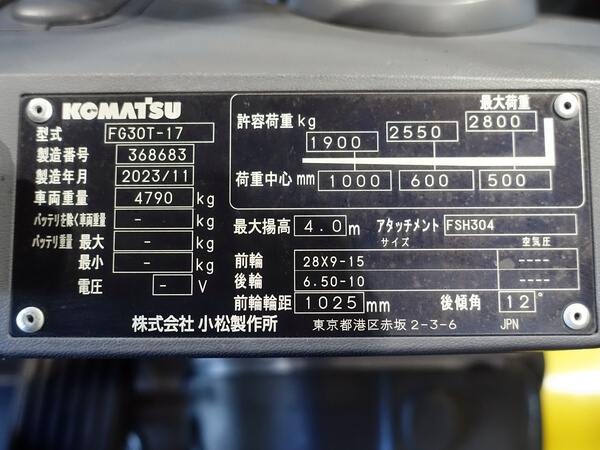 KOMATSU
型式 FG30T-17
製造番号 368683
製造年月 2023/11
車両重量 4790 kg
バッテリを除く車両重量 - kg
バッテリ重量 最大 - kg
最小 - kg
電圧 - V
最大荷重
許容荷重 kg 1900 2550 2800
荷重中心 mm 1000 600 500
最大揚高 4.0 m アタッチメント FSH304
サイズ 空気圧
前輪 28X9-15 ----
後輪 6.50-10 ----
前輪輪距 1025 mm 後傾角 12°
株式会社 小松製作所 東京都港区赤坂2-3-6 JPN